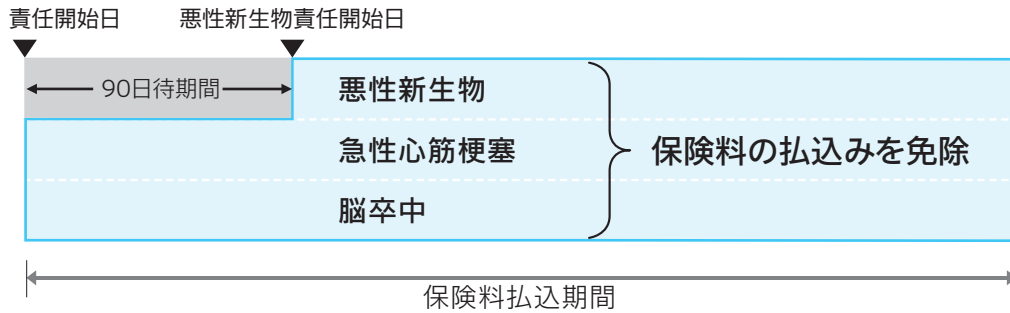 責任開始日
悪性新生物責任開始日
90日待期間
悪性新生物
急性心筋梗塞
保険料の払込みを免除
脳卒中
保険料払込期間